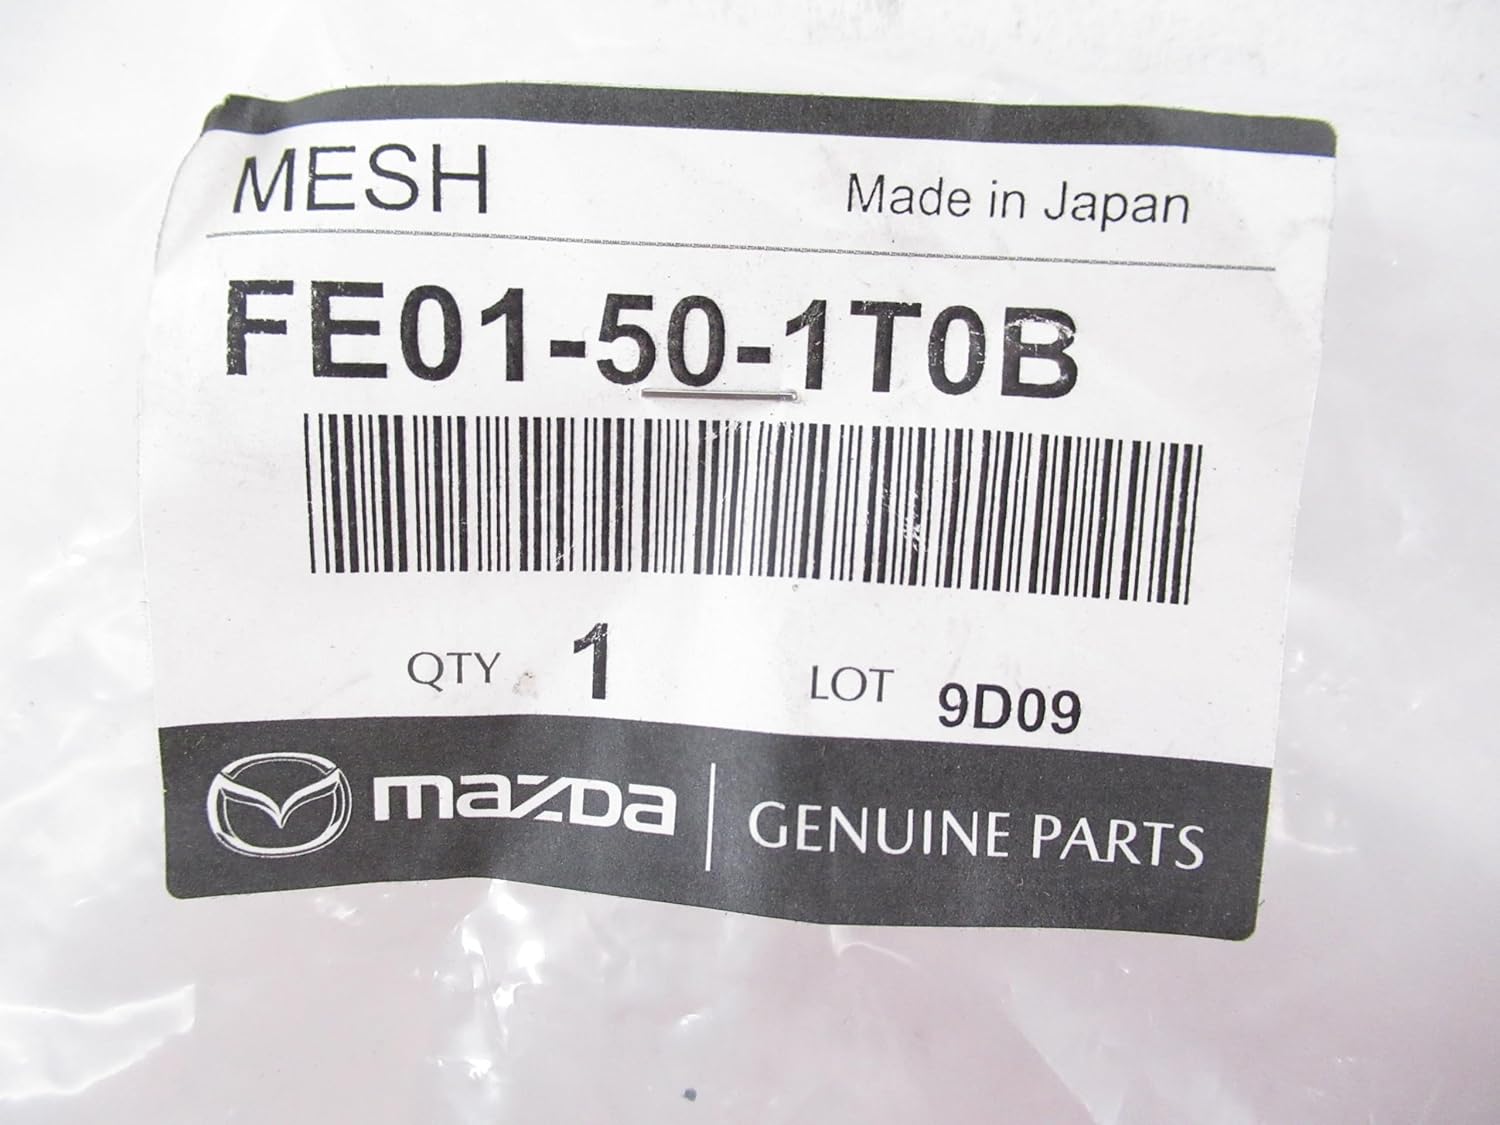 MESH Made in Japan
FE01-50-1T0B
QTY 1 LOT 9D09
mazda GENUINE PARTS